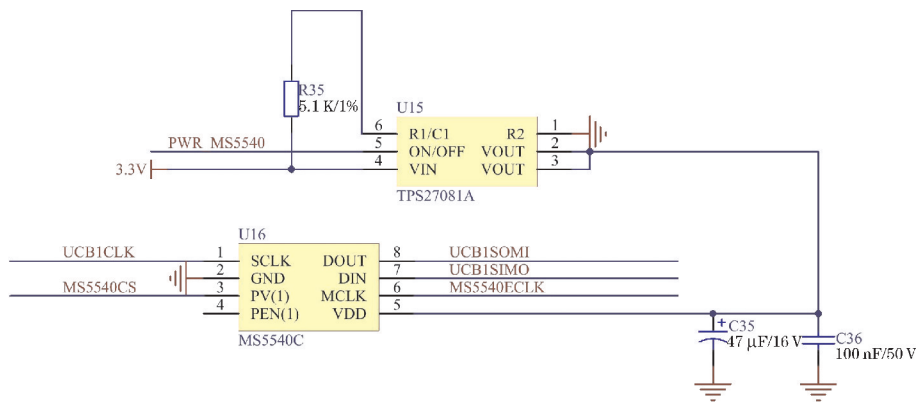 R35
5.1 K/1%
U15
6 R1/C1 R2 1
PWR MS5540 5 ON/OFF VOUT 2
3.3V 4 VIN VOUT 3
TPS27081A
U16
UCB1CLK 1 SCLK DOUT 8 UCB1SOMI
2 GND DIN 7 UCB1SIMO
MS5540CS 3 PV(1) MCLK 6 MS5540ECLK
4 PEN(1) VDD 5
MS5540C
+ C35
47 μF/16 V
C36
100 nF/50 V